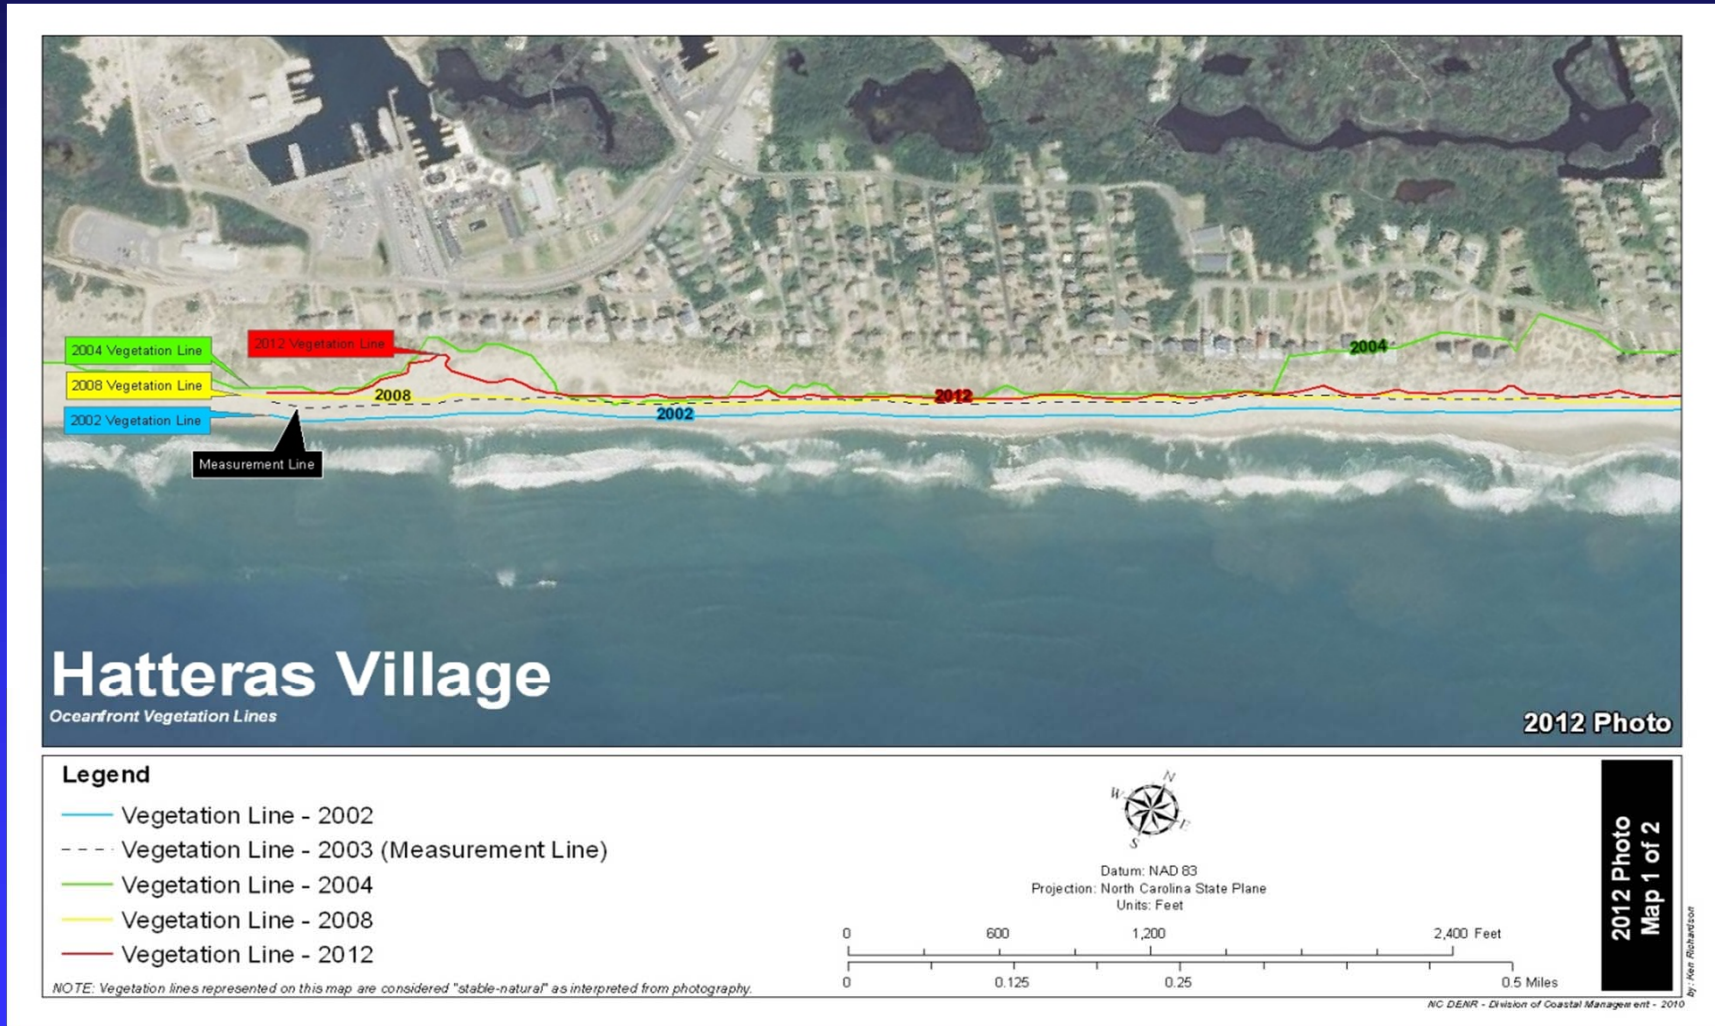 2004 Vegetation Line
2012 Vegetation Line
2008 Vegetation Line
2002 Vegetation Line
Measurement Line
2008
2002
2012
2004
Hatteras Village
Oceanfront Vegetation Lines
2012 Photo
Legend
Vegetation Line - 2002
Vegetation Line - 2003 (Measurement Line)
Vegetation Line - 2004
Vegetation Line - 2008
Vegetation Line - 2012
NOTE: Vegetation lines represented on this map are considered "stable-natural" as interpreted from photography.
N
W
E
S
Datum: NAD 83
Projection: North Carolina State Plane
Units: Feet
0 600 1,200 2,400 Feet
0 0.125 0.25 0.5 Miles
2012 Photo
Map 1 of 2
by: Ken Richardson
NC DENR - Division of Coastal Management - 2010